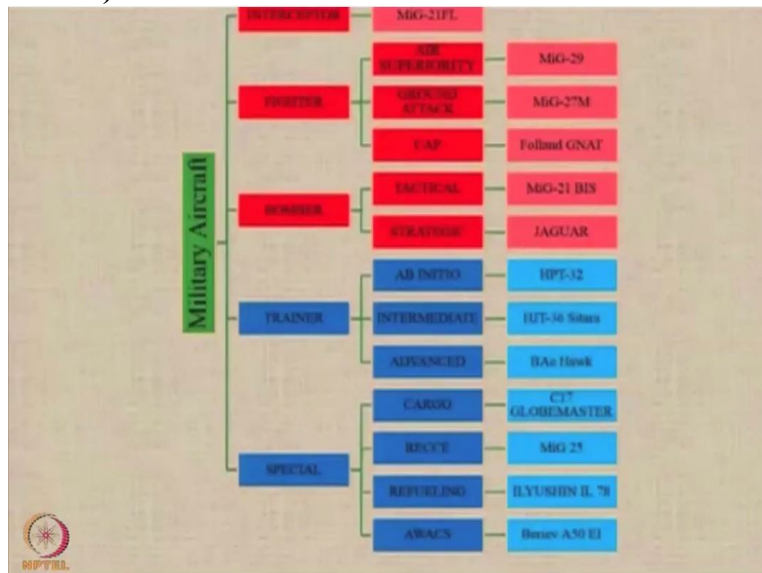 )
INTERCEPTOR
MiG-21FL
Military Aircraft
FIGHTER
AIR
SUPERIORITY
MiG-29
GROUND
ATTACK
MiG-27M
CAP
Folland GNAT
BOMBER
TACTICAL
MiG-21 BIS
STRATEGIC
JAGUAR
TRAINER
AB INITIO
HPT-32
INTERMEDIATE
HJT-36 Sitara
ADVANCED
BAe Hawk
SPECIAL
CARGO
C17
GLOBEMASTER
RECCE
MiG 25
REFUELING
ILYUSHIN IL 78
AWACS
Beriev A50 EI
NPTEL